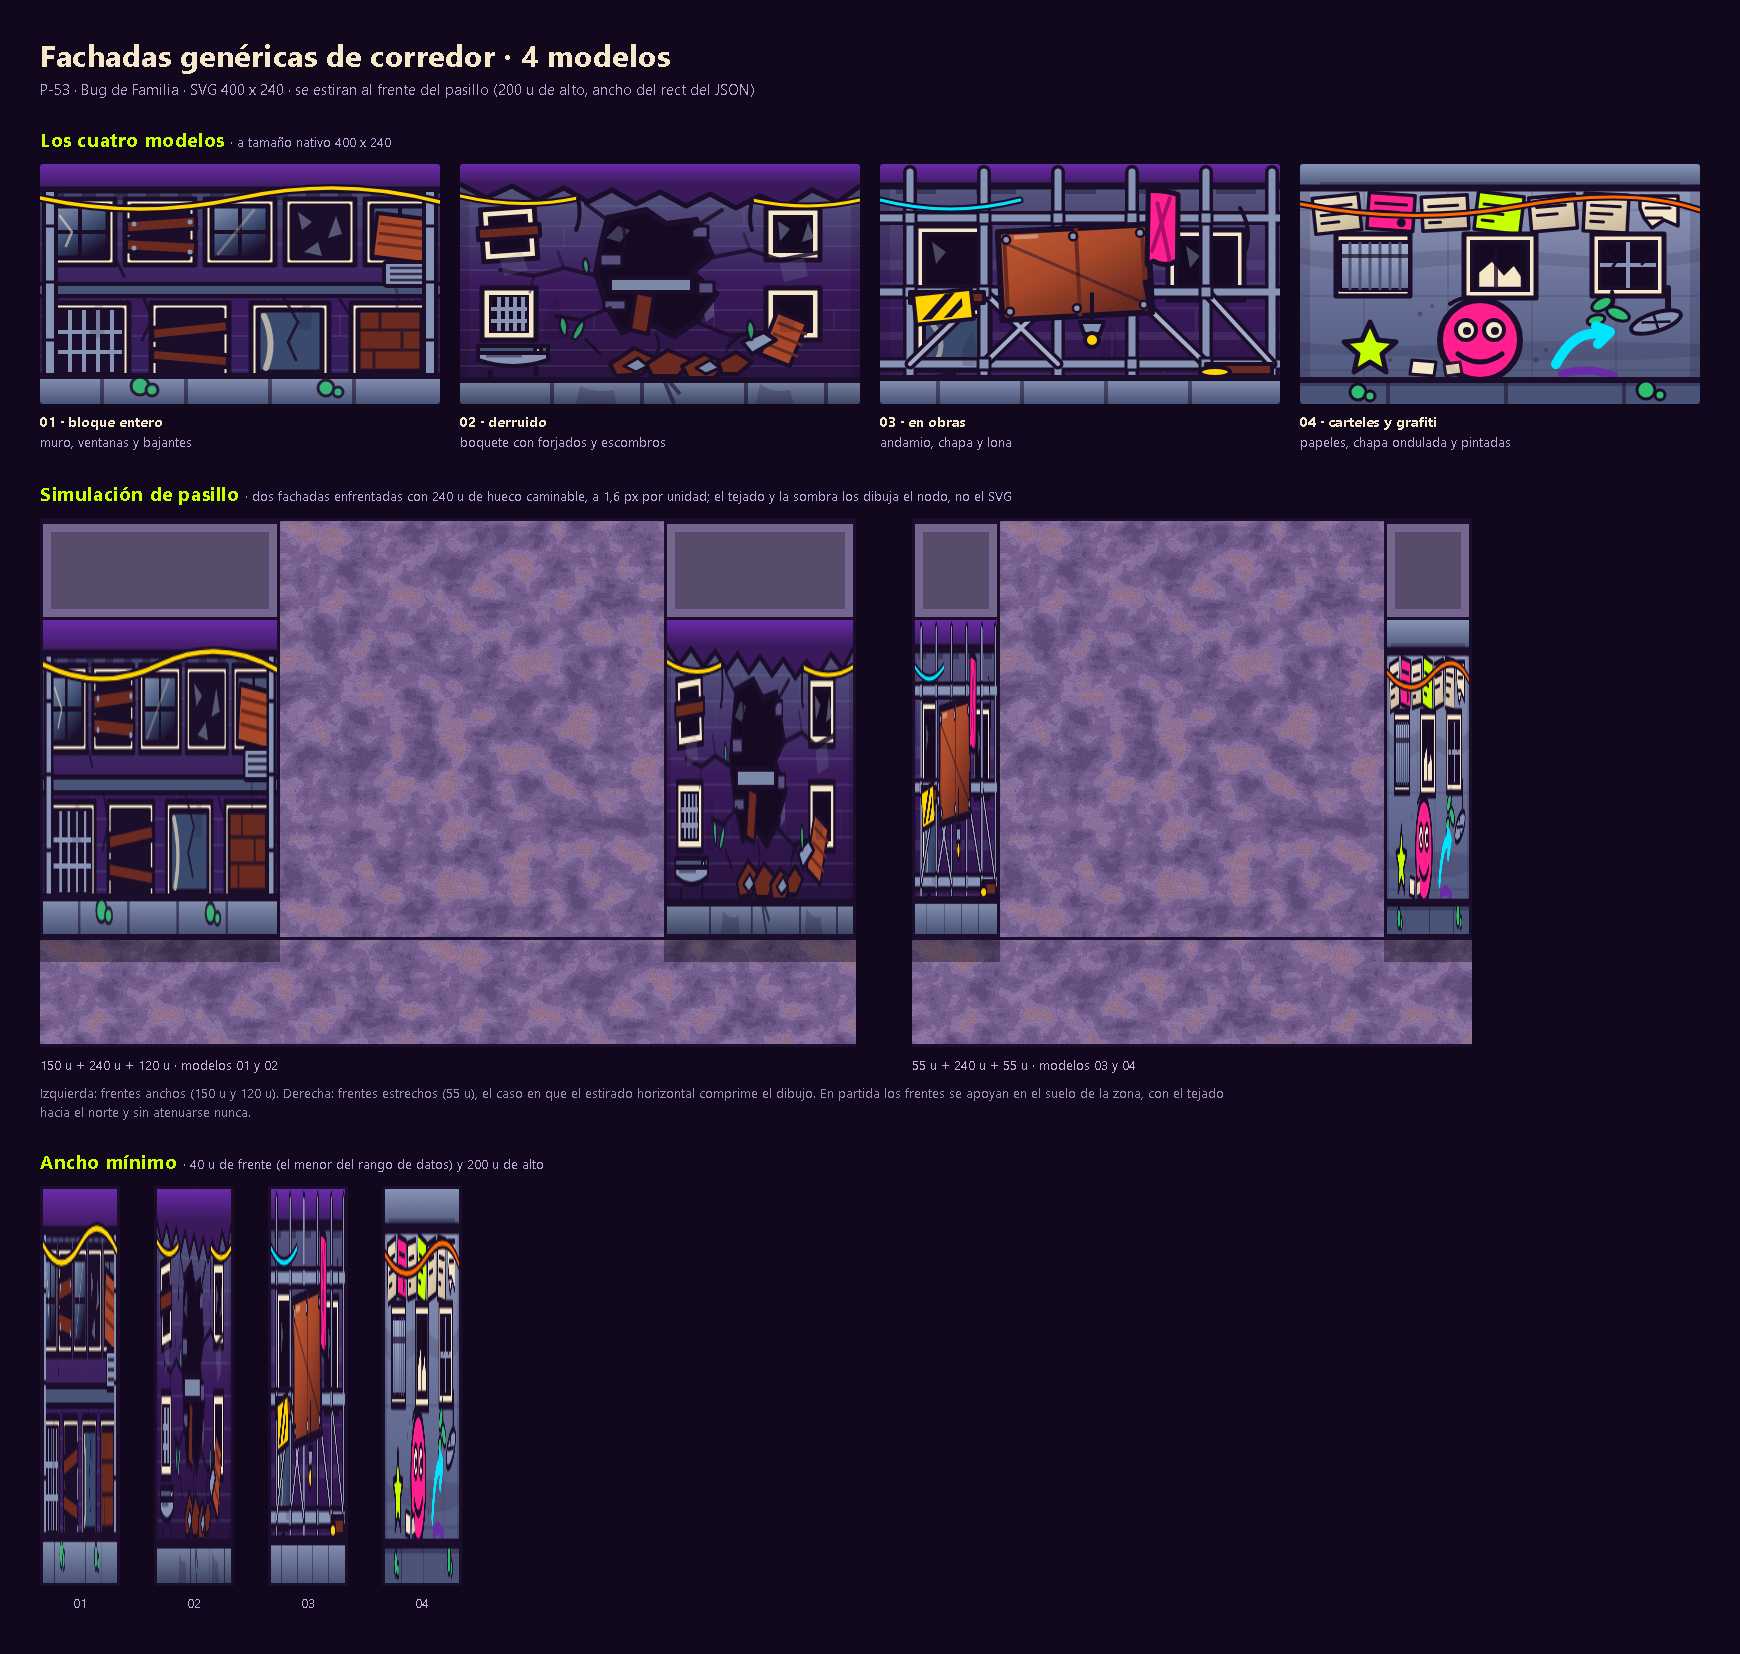 Fachadas genéricas de corredor · 4 modelos
P-53 · Bug de Familia · SVG 400 x 240 · se estiran al frente del pasillo (200 u de alto, ancho del rect del JSON)
Los cuatro modelos · a tamaño nativo 400 x 240
01 · bloque entero
muro, ventanas y bajantes
02 · derruido
boquete con forjados y escombros
03 · en obras
andamio, chapa y lona
04 · carteles y grafiti
papeles, chapa ondulada y pintadas
Simulación de pasillo · dos fachadas enfrentadas con 240 u de hueco caminable, a 1,6 px por unidad; el tejado y la sombra los dibuja el nodo, no el SVG
150 u + 240 u + 120 u · modelos 01 y 02
55 u + 240 u + 55 u · modelos 03 y 04
Izquierda: frentes anchos (150 u y 120 u). Derecha: frentes estrechos (55 u), el caso en que el estirado horizontal comprime el dibujo. En partida los frentes se apoyan en el suelo de la zona, con el tejado
hacia el norte y sin atenuarse nunca.
Ancho mínimo · 40 u de frente (el menor del rango de datos) y 200 u de alto
01
02
03
04